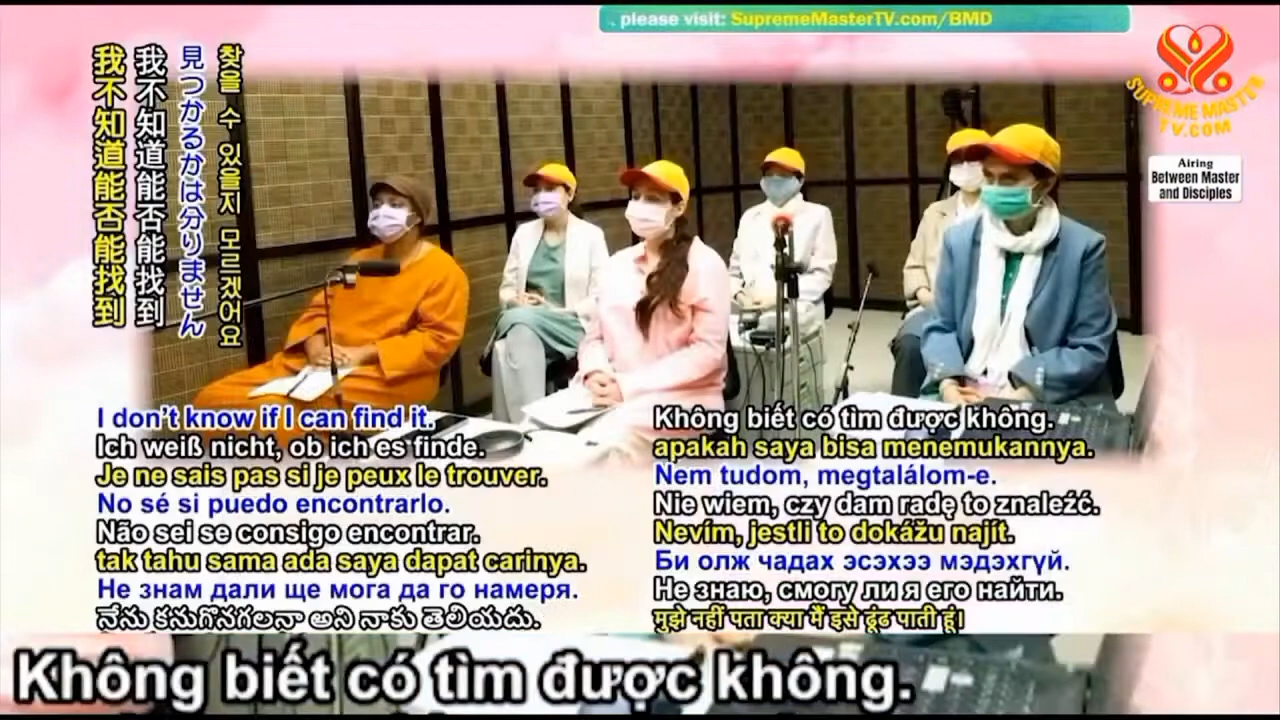 please visit: SupremeMasterTV.com/BMD
SUPREME MASTER
TV.COM
Airing
Between Master
and Disciples
찾을 수 있을지 모르겠어요
見つかるかは分りません
我不知道能否能找到
我不知道能否能找到
I don't know if I can find it.
Ich weiß nicht, ob ich es finde.
Je ne sais pas si je peux le trouver.
No sé si puedo encontrarlo.
Não sei se consigo encontrar.
tak tahu sama ada saya dapat carinya.
Не знам дали ще мога да го намеря.
నేను కనుగొనగలనా అని నాకు తెలియదు.
Không biết có tìm được không.
apakah saya bisa menemukannya.
Nem tudom, megtalálom-e.
Nie wiem, czy dam radę to znaleźć.
Nevím, jestli to dokážu najít.
Би олж чадах эсэхээ мэдэхгүй.
Не знаю, смогу ли я его найти.
मुझे नहीं पता क्या मैं इसे ढूंढ पाती हूं।
Không biết có tìm được không.